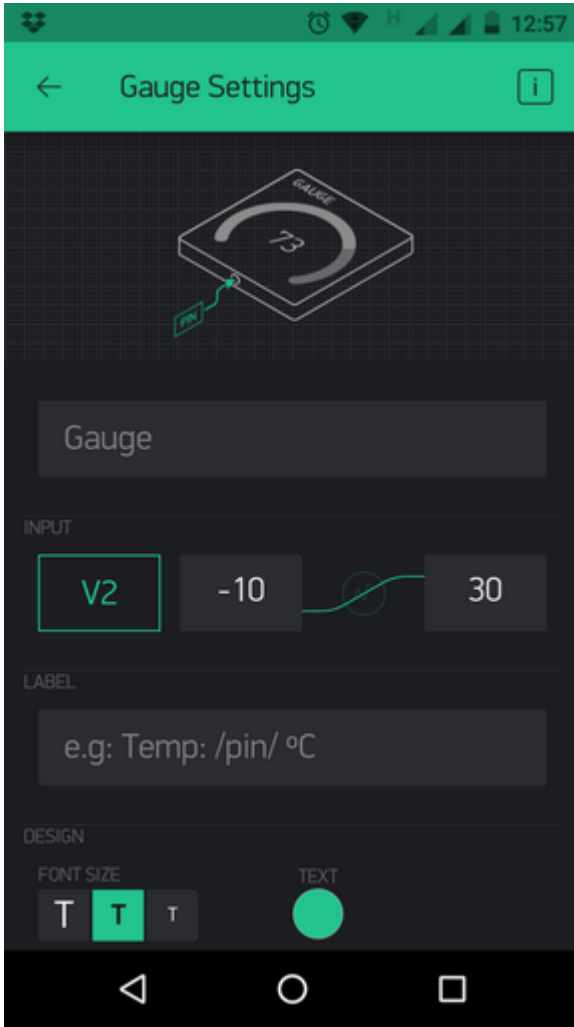 H 12:57
Gauge Settings
i
GAUGE
73
PIN
Gauge
INPUT
V2 -10 30
LABEL
e.g: Temp: /pin/ ºC
DESIGN
FONT SIZE TEXT
T T T